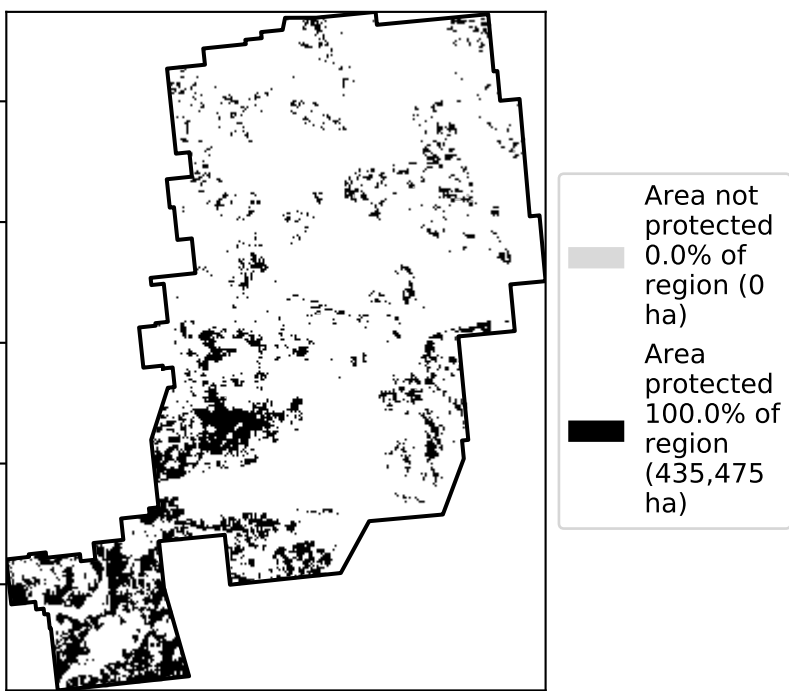 Area not
protected
0.0% of
region (0
ha)
Area
protected
100.0% of
region
(435,475
ha)